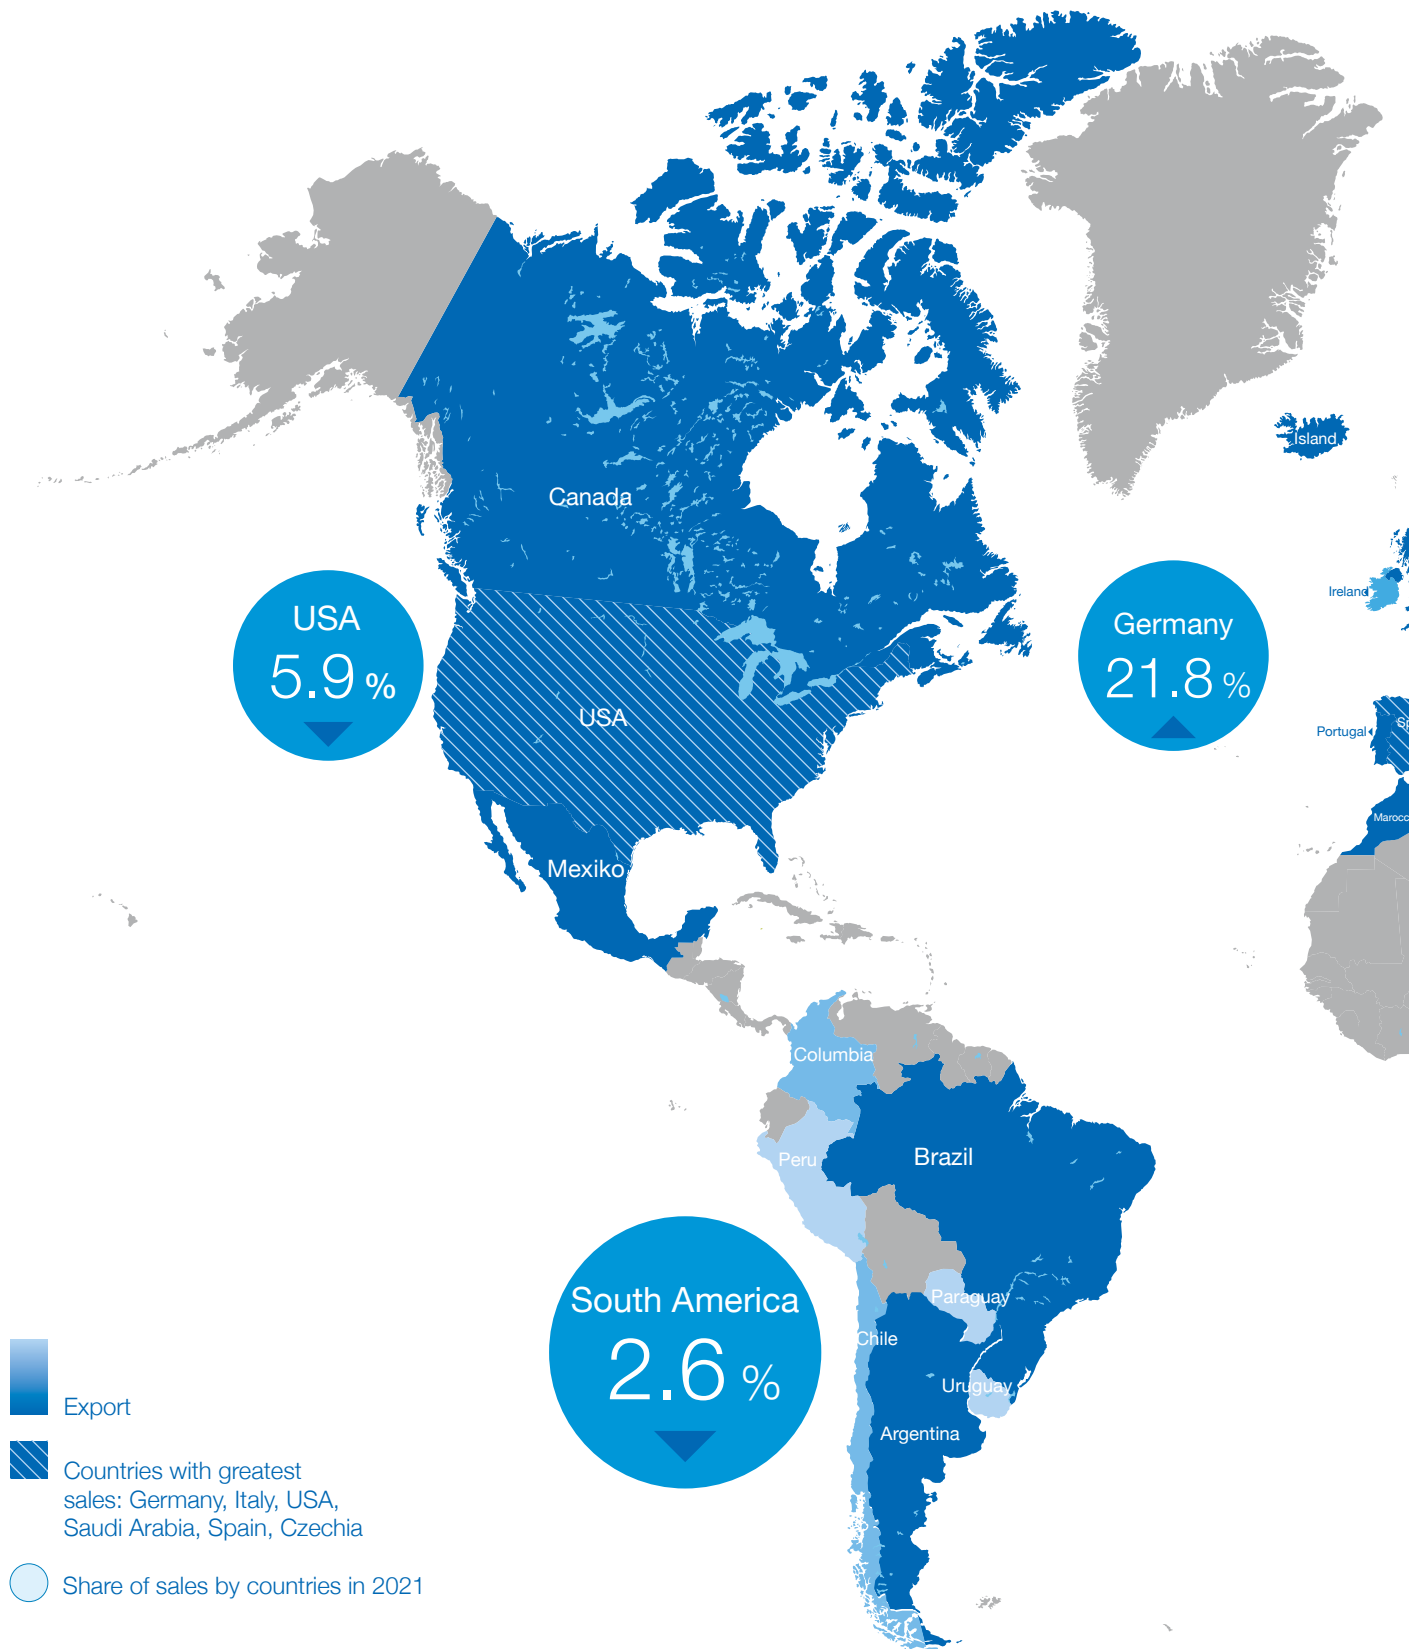 Island
Canada
Ireland
USA
5.9 %
Germany
21.8 %
USA
Portugal
Sp
Marocc
Mexiko
Columbia
Peru
Brazil
South America
2.6 %
Paraguay
Chile
Uruguay
Argentina
Export
Countries with greatest
sales: Germany, Italy, USA,
Saudi Arabia, Spain, Czechia
Share of sales by countries in 2021